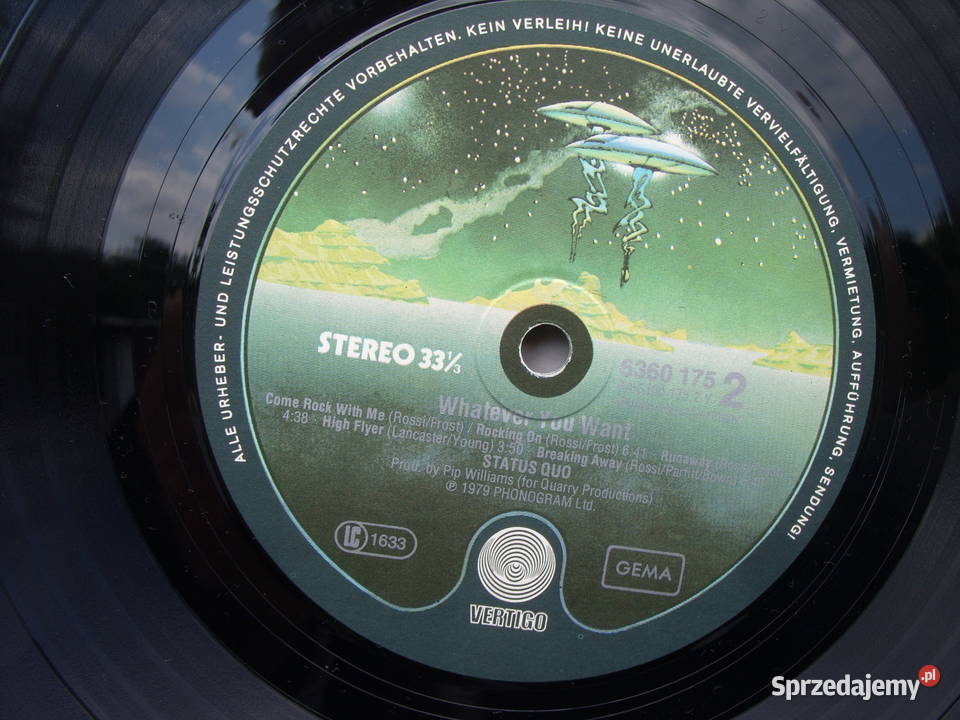 ALLE URHEBER- UND LEISTUNGSSCHUTZRECHTE VORBEHALTEN. KEIN VERLEIH! KEINE UNERLAUBTE VERVIELFÄLTIGUNG, VERMIETUNG, AUFFÜHRUNG, SENDUNG!
STEREO 33⅓
6360 175 2
Whatever You Want
Come Rock With Me (Rossi/Frost) / Rocking On (Rossi/Frost) 6:41 · Runaway
4:38 · High Flyer (Lancaster/Young) 3:50 · Breaking Away (Rossi/Parfitt/Bown)
STATUS QUO
Prod. by Pip Williams (for Quarry Productions)
℗ 1979 PHONOGRAM Ltd.
LC 1633
GEMA
VERTIGO
Sprzedajemy.pl